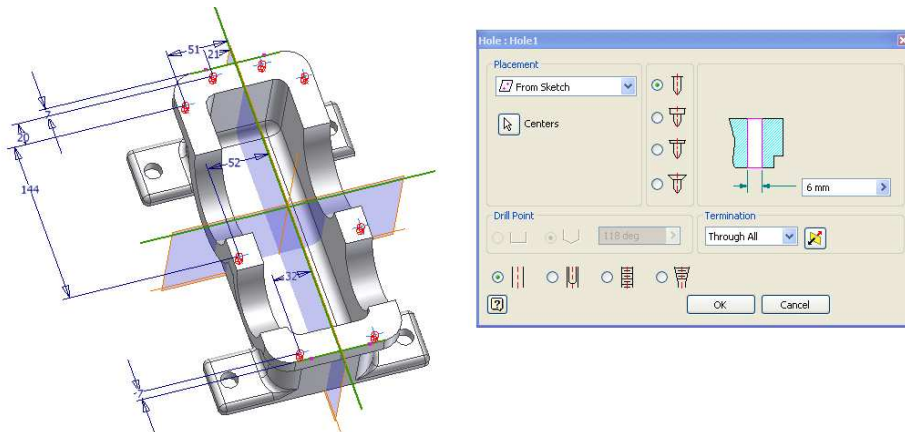 51
21
7
20
52
144
32
Hole : Hole1
Placement
From Sketch
Centers
6 mm
Drill Point
118 deg
Termination
Through All
OK
Cancel